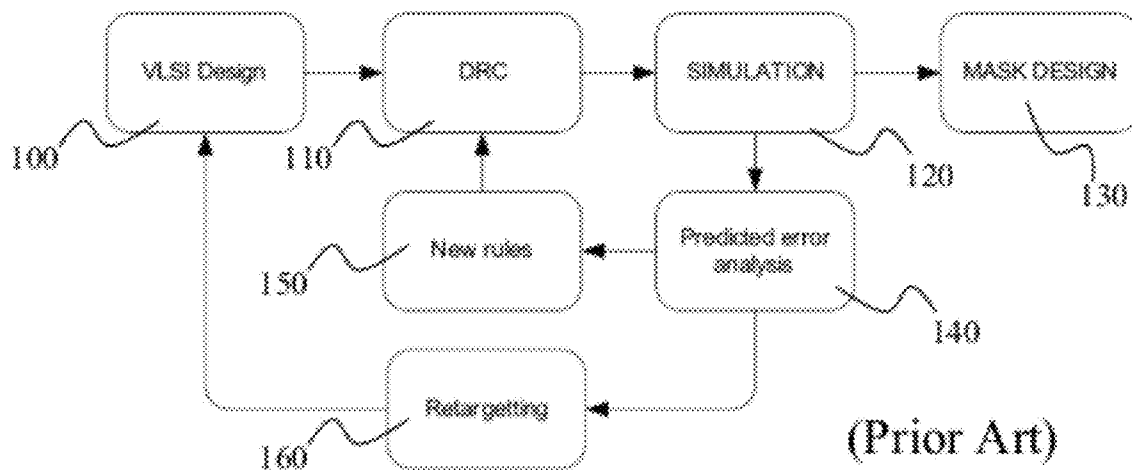 VLSI Design
DRC
SIMULATION
MASK DESIGN
100
110
120
130
New rules
Predicted error
analysis
150
140
Retargetting
160
(Prior Art)